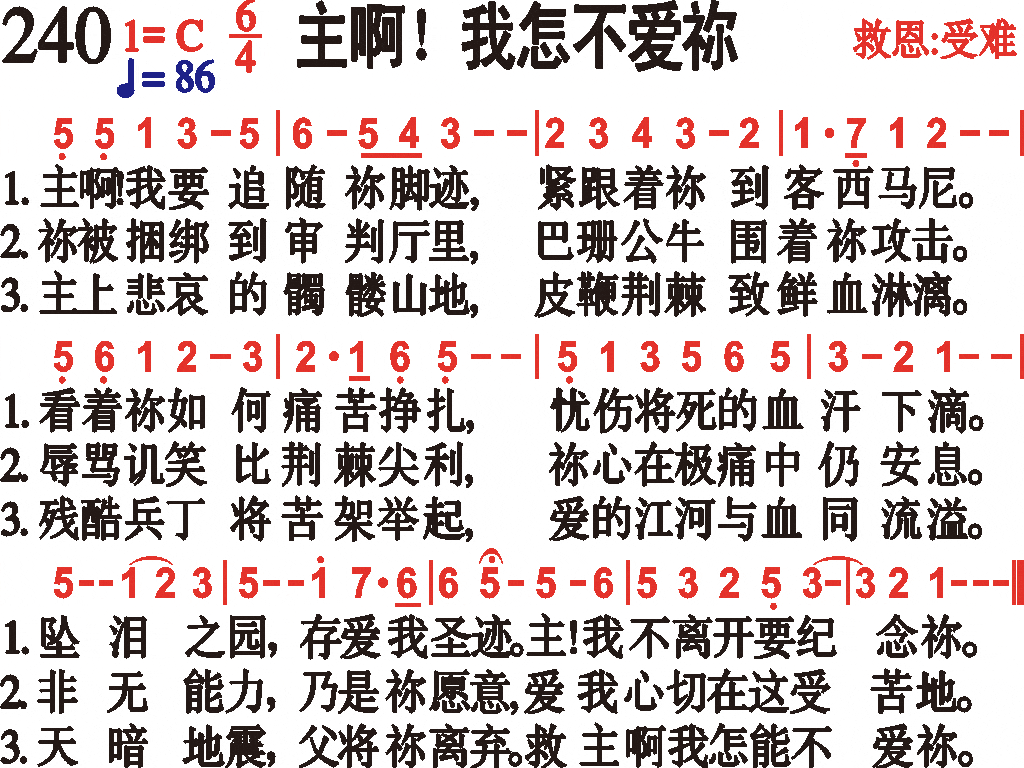 240 1= C 6/4 主啊！我怎不爱祢 救恩:受难
♩= 86
5 5 1 3 - 5 | 6 - 5 4 3 - - | 2 3 4 3 - 2 | 1 · 7 1 2 - - |
1. 主啊!我要 追 随 祢脚迹, 紧跟着祢 到 客西马尼。
2. 祢被捆绑 到 审 判厅里, 巴珊公牛 围 着祢攻击。
3. 主上悲哀 的 髑 髅山地, 皮鞭荆棘 致 鲜血淋漓。
5 6 1 2 - 3 | 2 · 1 6 5 - - | 5 1 3 5 6 5 | 3 - 2 1 - - |
1. 看着祢如 何 痛 苦挣扎, 忧伤将死的血 汗 下滴。
2. 辱骂讥笑 比 荆 棘尖利, 祢心在极痛中 仍 安息。
3. 残酷兵丁 将 苦 架举起, 爱的江河与血 同 流溢。
5 - - 1 2 3 | 5 - - 1 7 · 6 | 6 5 - 5 - 6 | 5 3 2 5 3 - | 3 2 1 - - -
1. 坠 泪 之园, 存爱我圣迹。主!我不离开要纪 念祢。
2. 非 无 能力, 乃是祢愿意,爱 我心切在这受 苦地。
3. 天 暗 地震, 父将祢离弃。救 主啊我怎能不 爱祢。